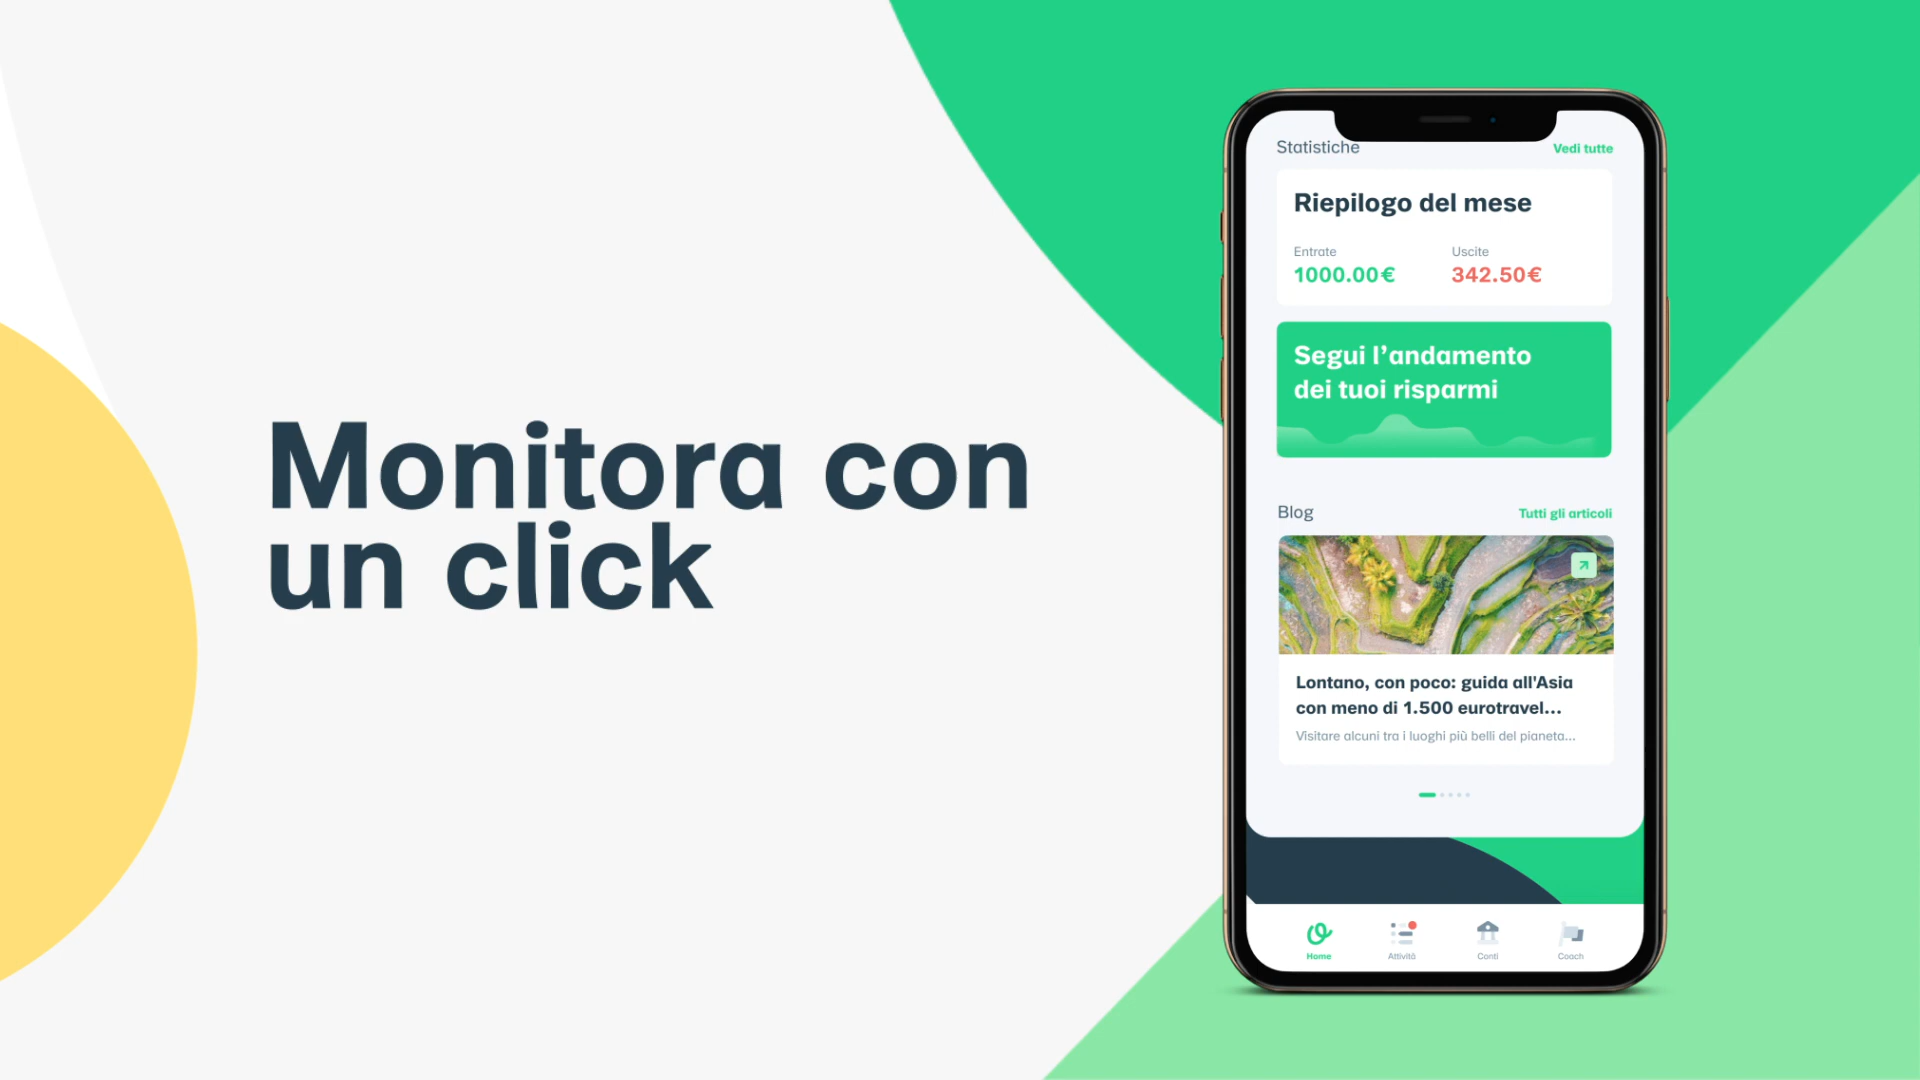 Monitora con
un click
Statistiche
Vedi tutte
Riepilogo del mese
Entrate
Uscite
1000.00€
342.50€
Segui l’andamento
dei tuoi risparmi
Blog
Tutti gli articoli
Lontano, con poco: guida all'Asia
con meno di 1.500 eurotravel...
Visitare alcuni tra i luoghi più belli del pianeta...
Home
Attività
Conti
Coach